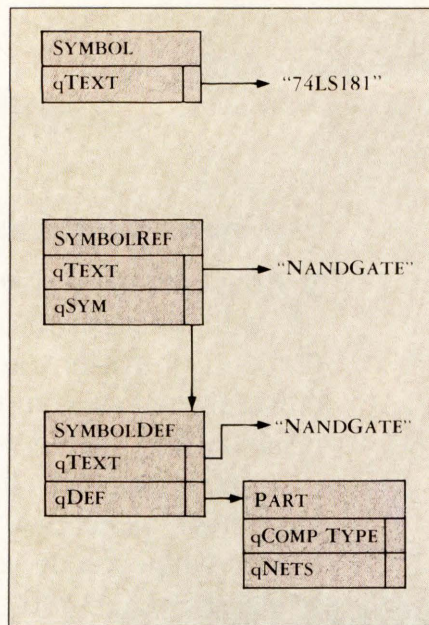 SYMBOL
qTEXT
"74LS181"
SYMBOLREF
qTEXT
"NANDGATE"
qSYM
SYMBOLDEF
"NANDGATE"
qTEXT
qDEF
PART
qCOMP TYPE
qNETS